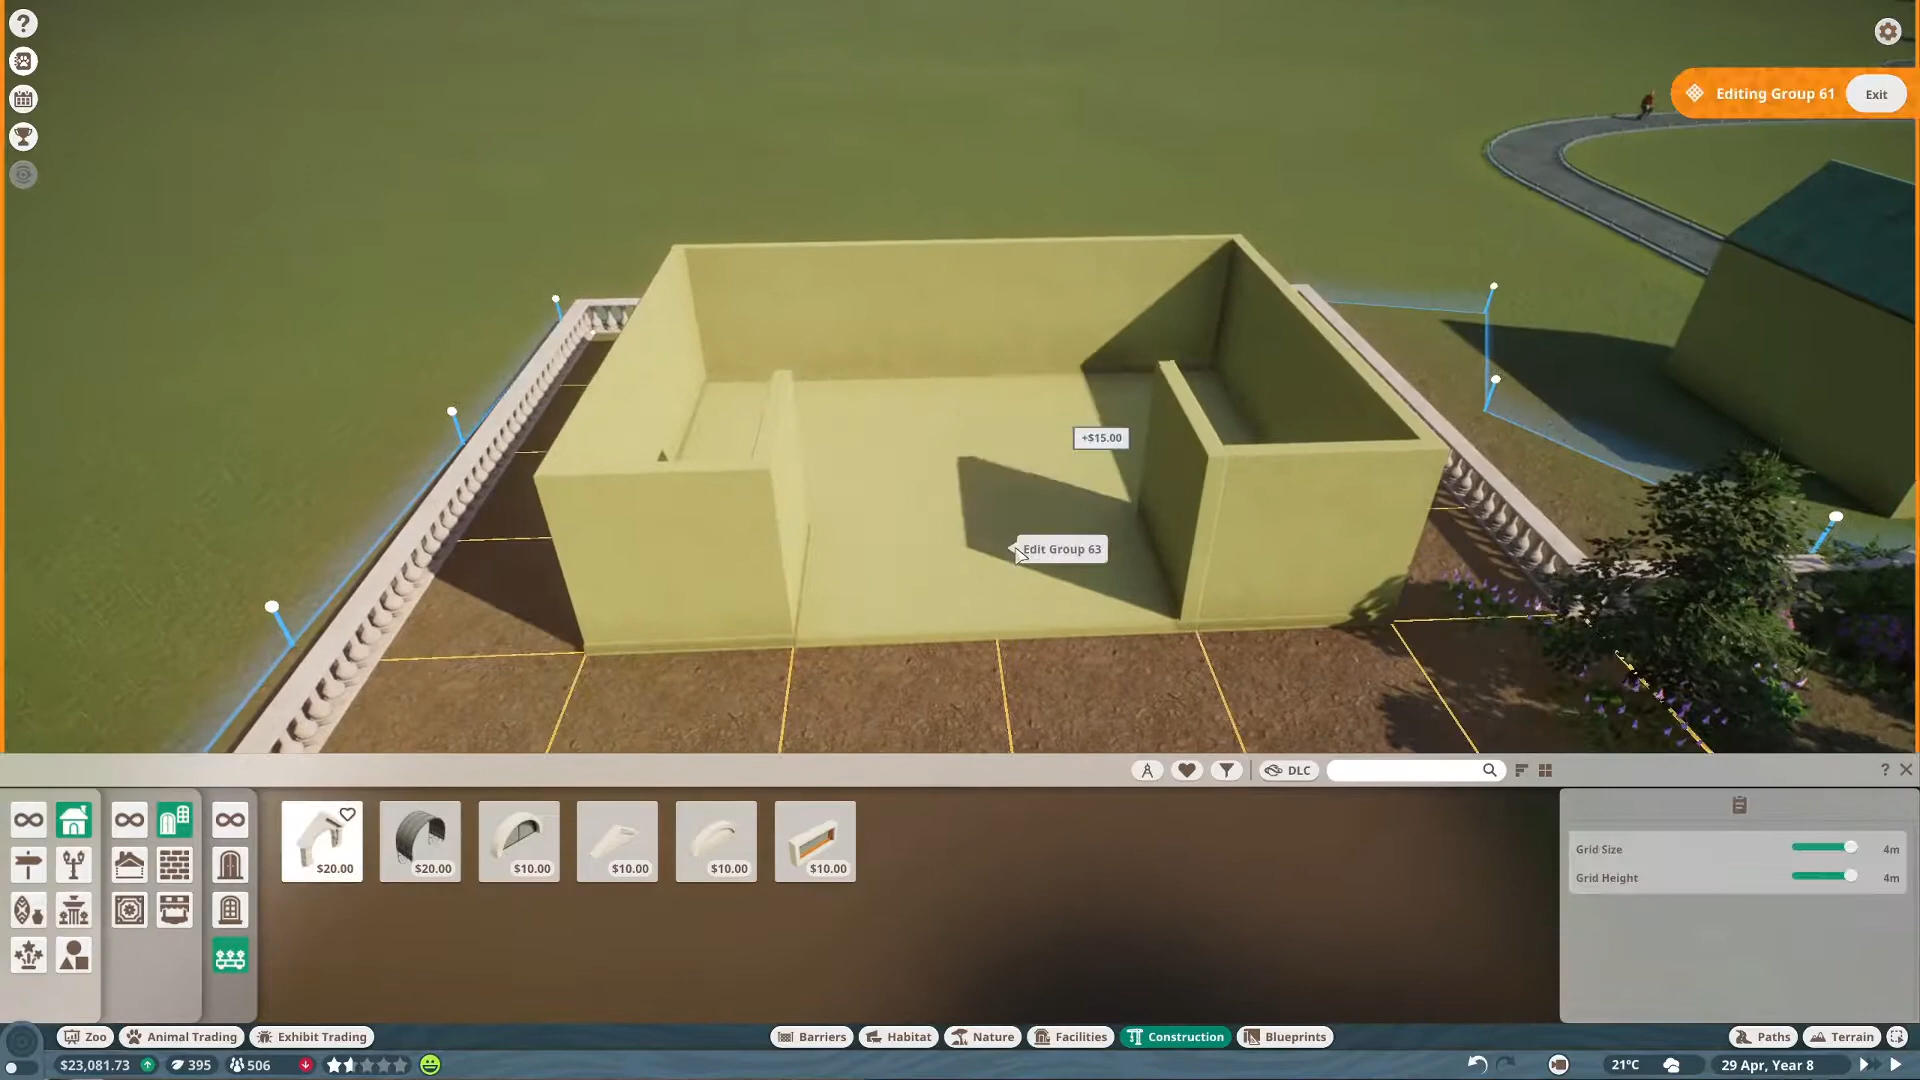 Editing Group 61
Exit
+$15.00
Edit Group 63
DLC
?
$20.00
$20.00
$10.00
$10.00
$10.00
$10.00
Grid Size
4m
Grid Height
4m
Zoo
Animal Trading
Exhibit Trading
Barriers
Habitat
Nature
Facilities
Construction
Blueprints
Paths
Terrain
$23,081.73
395
506
21°C
29 Apr, Year 8